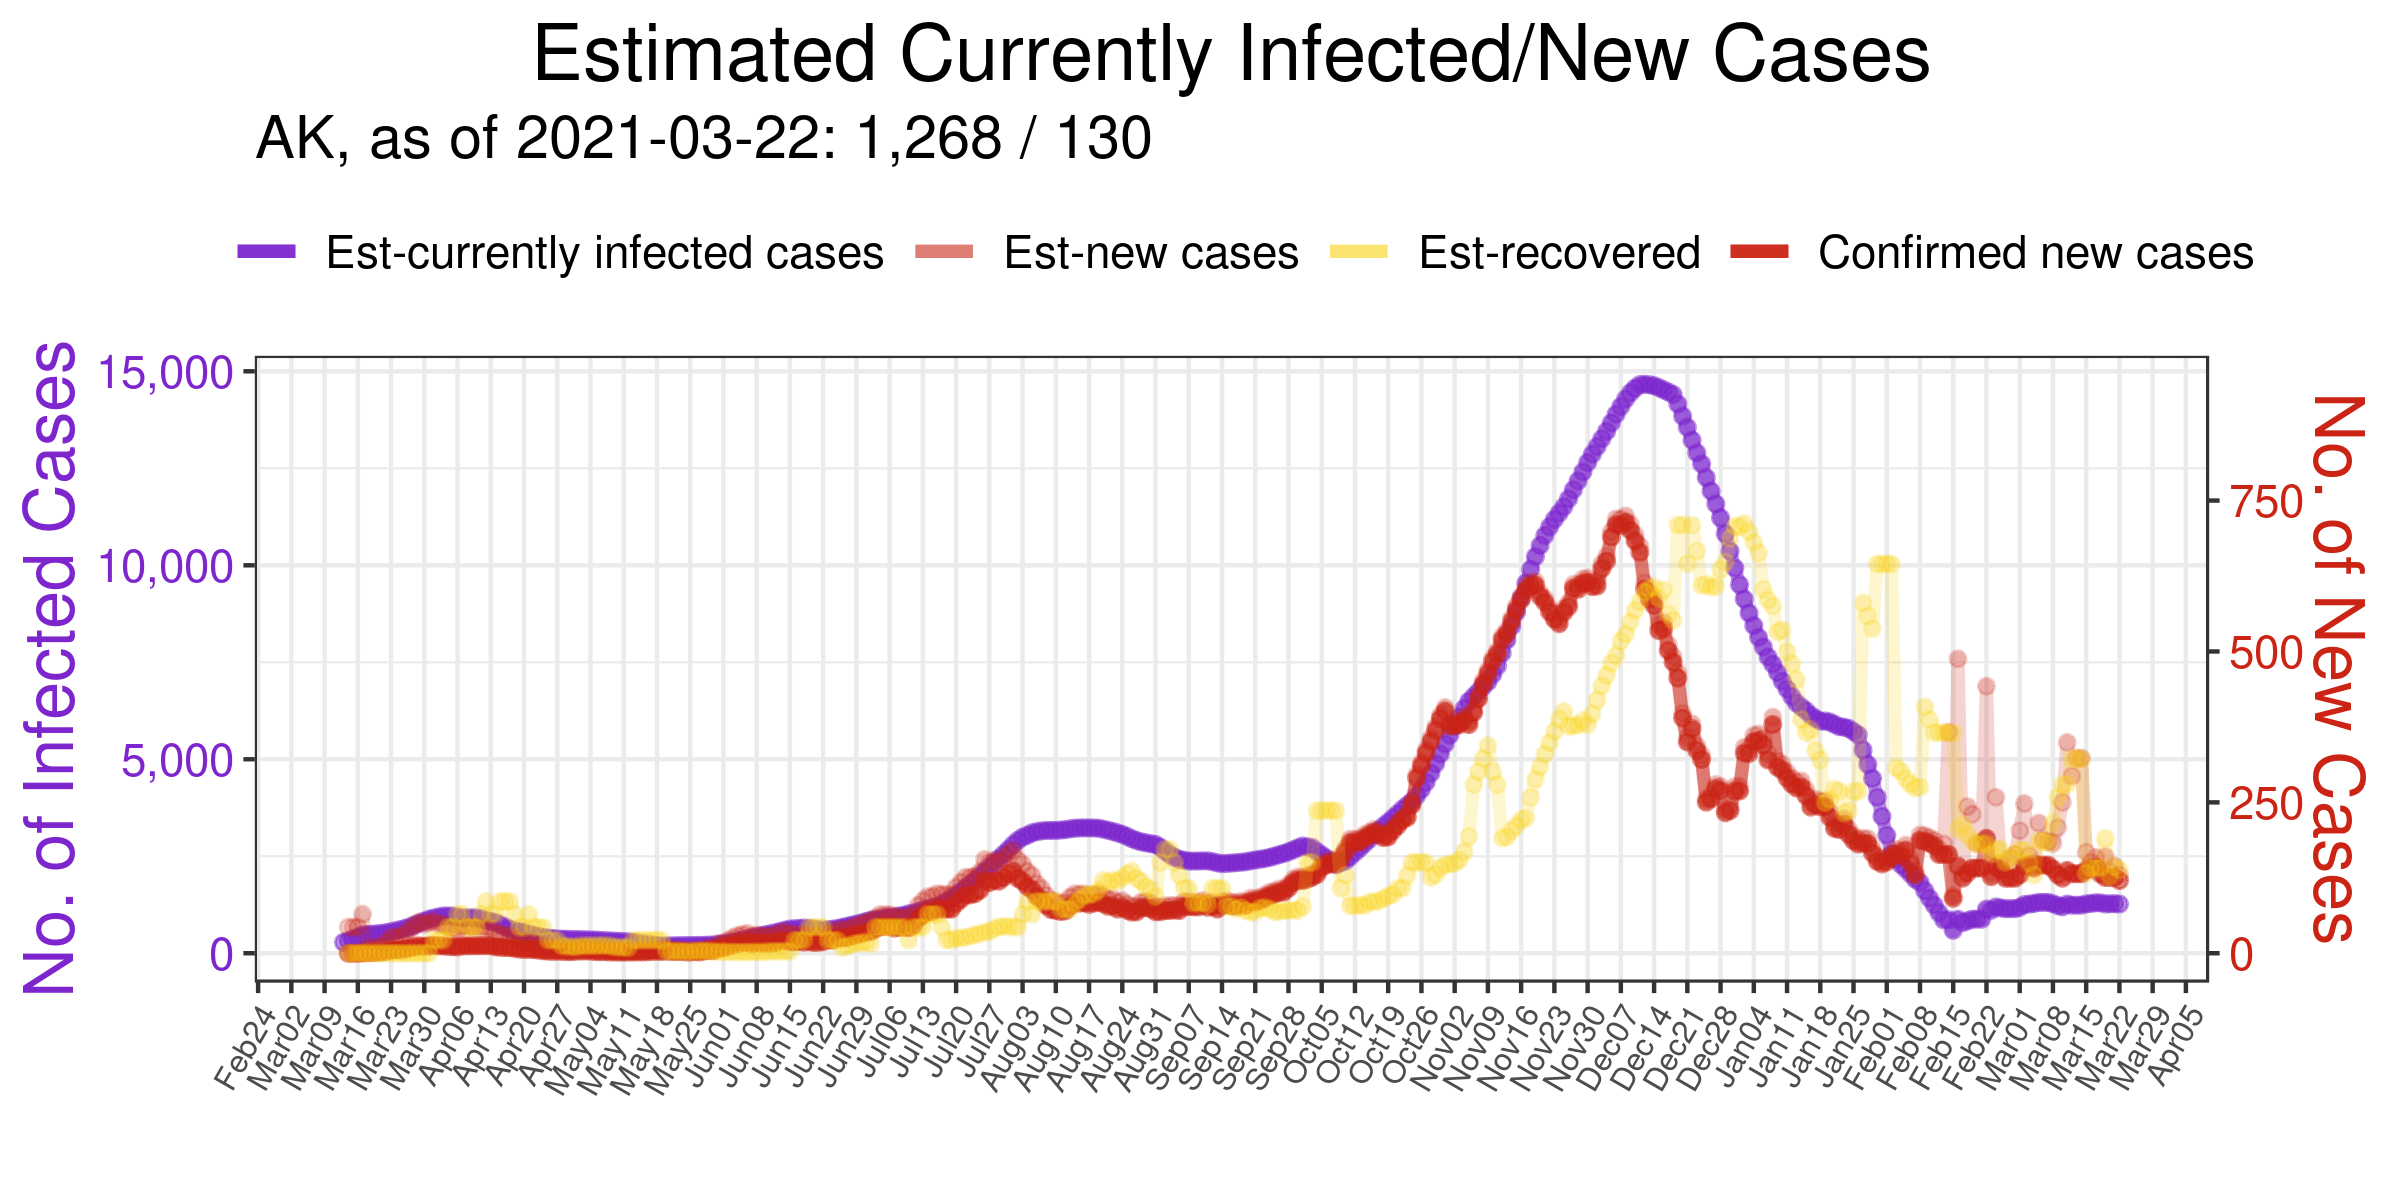 Estimated Currently Infected/New Cases
AK, as of 2021-03-22: 1,268 / 130
Est-currently infected cases Est-new cases Est-recovered Confirmed new cases
No. of Infected Cases
15,000
10,000
5,000
0
750
500
250
0
No. of New Cases
Feb24 Mar02 Mar09 Mar16 Mar23 Mar30 Apr06 Apr13 Apr20 Apr27 May04 May11 May18 May25 Jun01 Jun08 Jun15 Jun22 Jun29 Jul06 Jul13 Jul20 Jul27 Aug03 Aug10 Aug17 Aug24 Aug31 Sep07 Sep14 Sep21 Sep28 Oct05 Oct12 Oct19 Oct26 Nov02 Nov09 Nov16 Nov23 Nov30 Dec07 Dec14 Dec21 Dec28 Jan04 Jan11 Jan18 Jan25 Feb01 Feb08 Feb15 Feb22 Mar01 Mar08 Mar15 Mar22 Mar29 Apr05